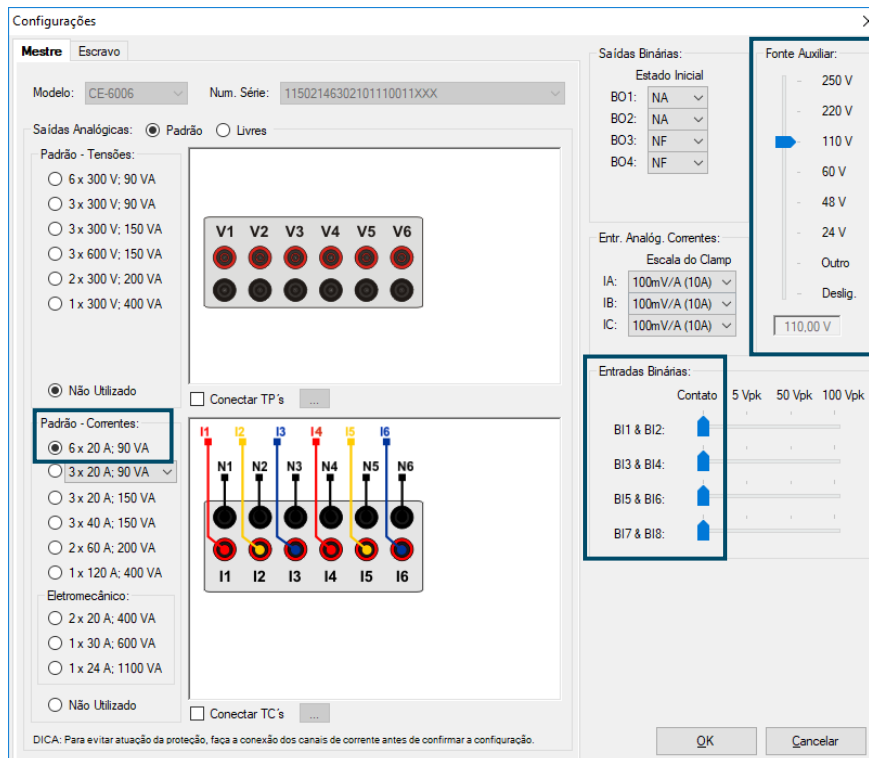 Configurações
Mestre Escravo
Modelo: CE-6006 Num. Série: 11502146302101110011XXX
Saídas Analógicas: Padrão Livres
Padrão - Tensões:
6 x 300 V; 90 VA
3 x 300 V; 90 VA
3 x 300 V; 150 VA
3 x 600 V; 150 VA
2 x 300 V; 200 VA
1 x 300 V; 400 VA
Não Utilizado
V1 V2 V3 V4 V5 V6
Conectar TP´s ...
Padrão - Correntes:
6 x 20 A; 90 VA
3 x 20 A; 90 VA
3 x 20 A; 150 VA
3 x 40 A; 150 VA
2 x 60 A; 200 VA
1 x 120 A; 400 VA
Eletromecânico:
2 x 20 A; 400 VA
1 x 30 A; 600 VA
1 x 24 A; 1100 VA
Não Utilizado
I1 I2 I3 I4 I5 I6
N1 N2 N3 N4 N5 N6
I1 I2 I3 I4 I5 I6
Conectar TC´s ...
DICA: Para evitar atuação da proteção, faça a conexão dos canais de corrente antes de confirmar a configuração.
Saídas Binárias:
Estado Inicial
BO1: NA
BO2: NA
BO3: NF
BO4: NF
Entr. Analóg. Correntes:
Escala do Clamp
IA: 100mV/A (10A)
IB: 100mV/A (10A)
IC: 100mV/A (10A)
Fonte Auxiliar:
250 V
220 V
110 V
60 V
48 V
24 V
Outro
Deslig.
110,00 V
Entradas Binárias:
Contato 5 Vpk 50 Vpk 100 Vpk
BI1 & BI2:
BI3 & BI4:
BI5 & BI6:
BI7 & BI8:
OK Cancelar